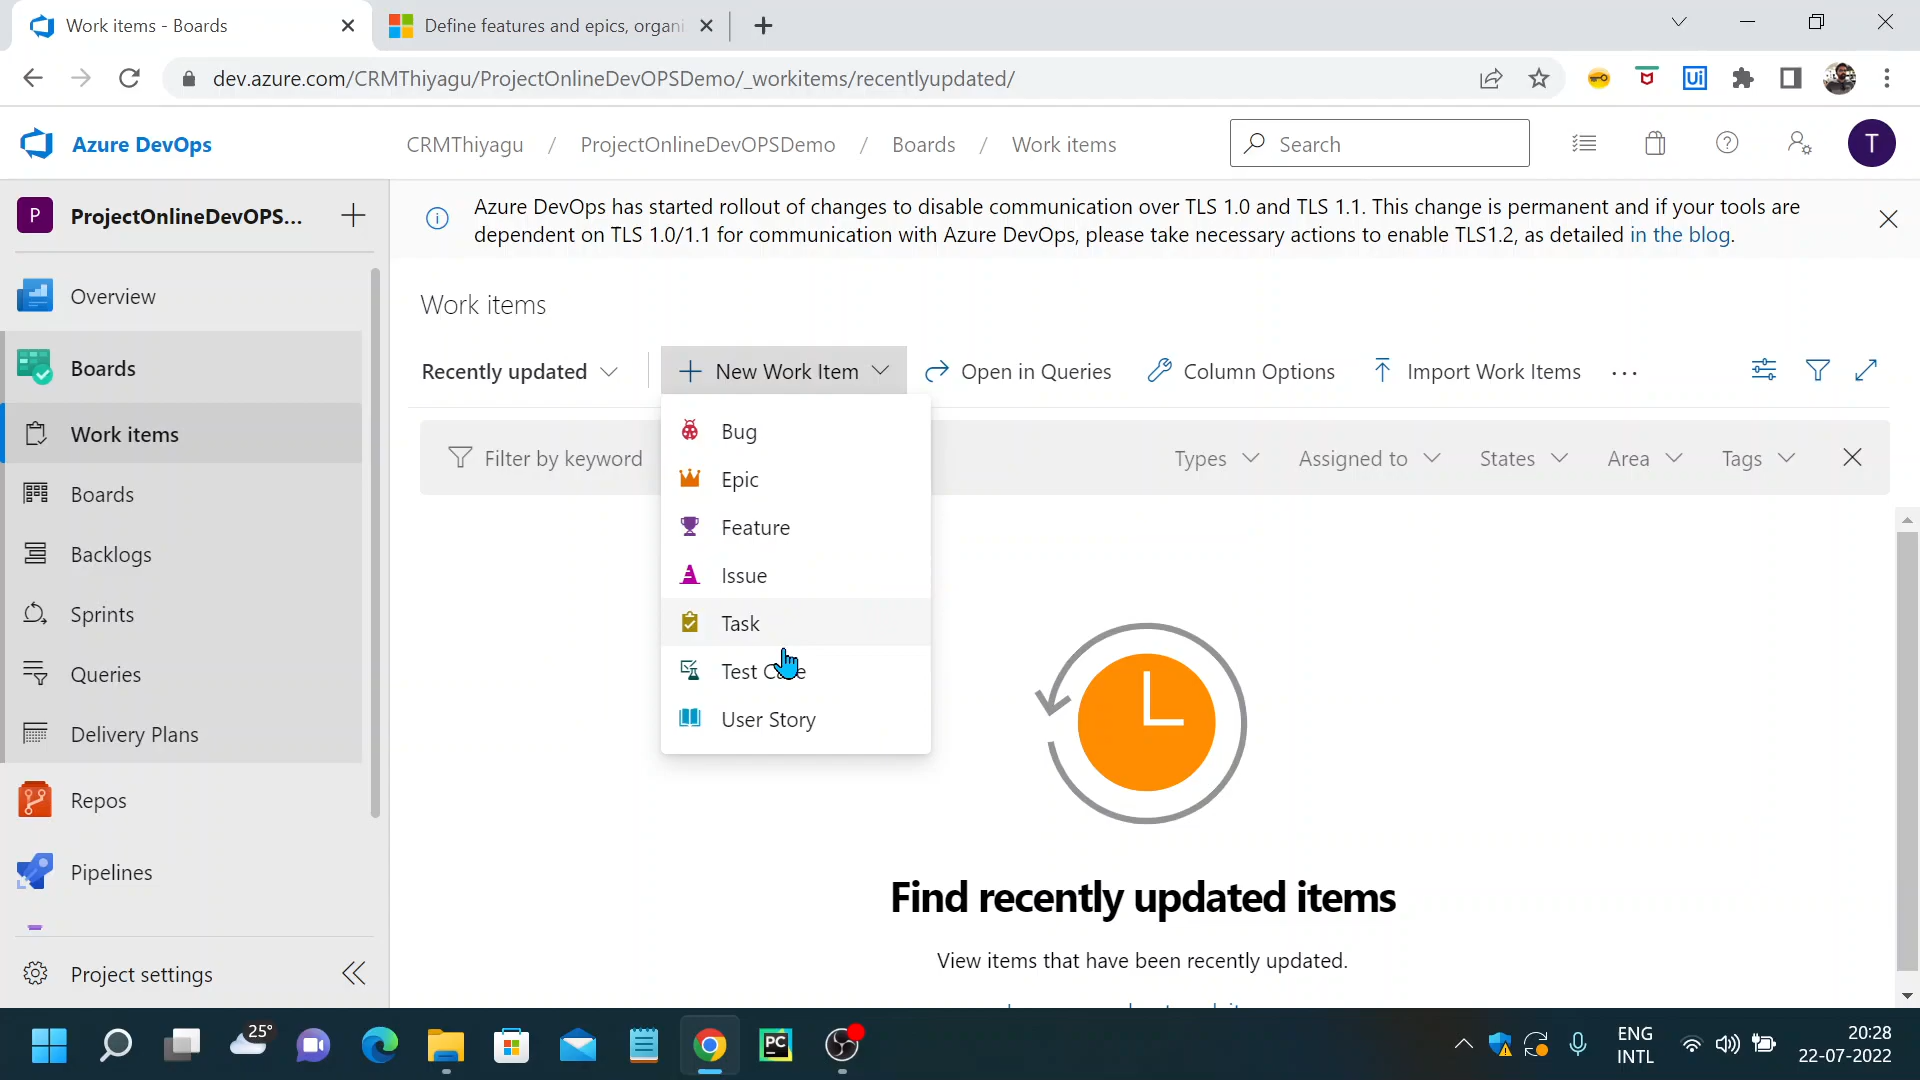 Work items - Boards
Define features and epics, organi
dev.azure.com/CRMThiyagu/ProjectOnlineDevOPSDemo/_workitems/recentlyupdated/
Ui
Azure DevOps
CRMThiyagu / ProjectOnlineDevOPSDemo / Boards / Work items
Search
T
P
ProjectOnlineDevOPS...
Azure DevOps has started rollout of changes to disable communication over TLS 1.0 and TLS 1.1. This change is permanent and if your tools are
dependent on TLS 1.0/1.1 for communication with Azure DevOps, please take necessary actions to enable TLS1.2, as detailed in the blog.
Overview
Boards
Work items
Boards
Backlogs
Sprints
Queries
Delivery Plans
Repos
Pipelines
Project settings
Work items
Recently updated
New Work Item
Open in Queries
Column Options
Import Work Items
Filter by keyword
Types
Assigned to
States
Area
Tags
Bug
Epic
Feature
Issue
Task
Test Case
User Story
Find recently updated items
View items that have been recently updated.
25°
PC
ENG
INTL
20:28
22-07-2022